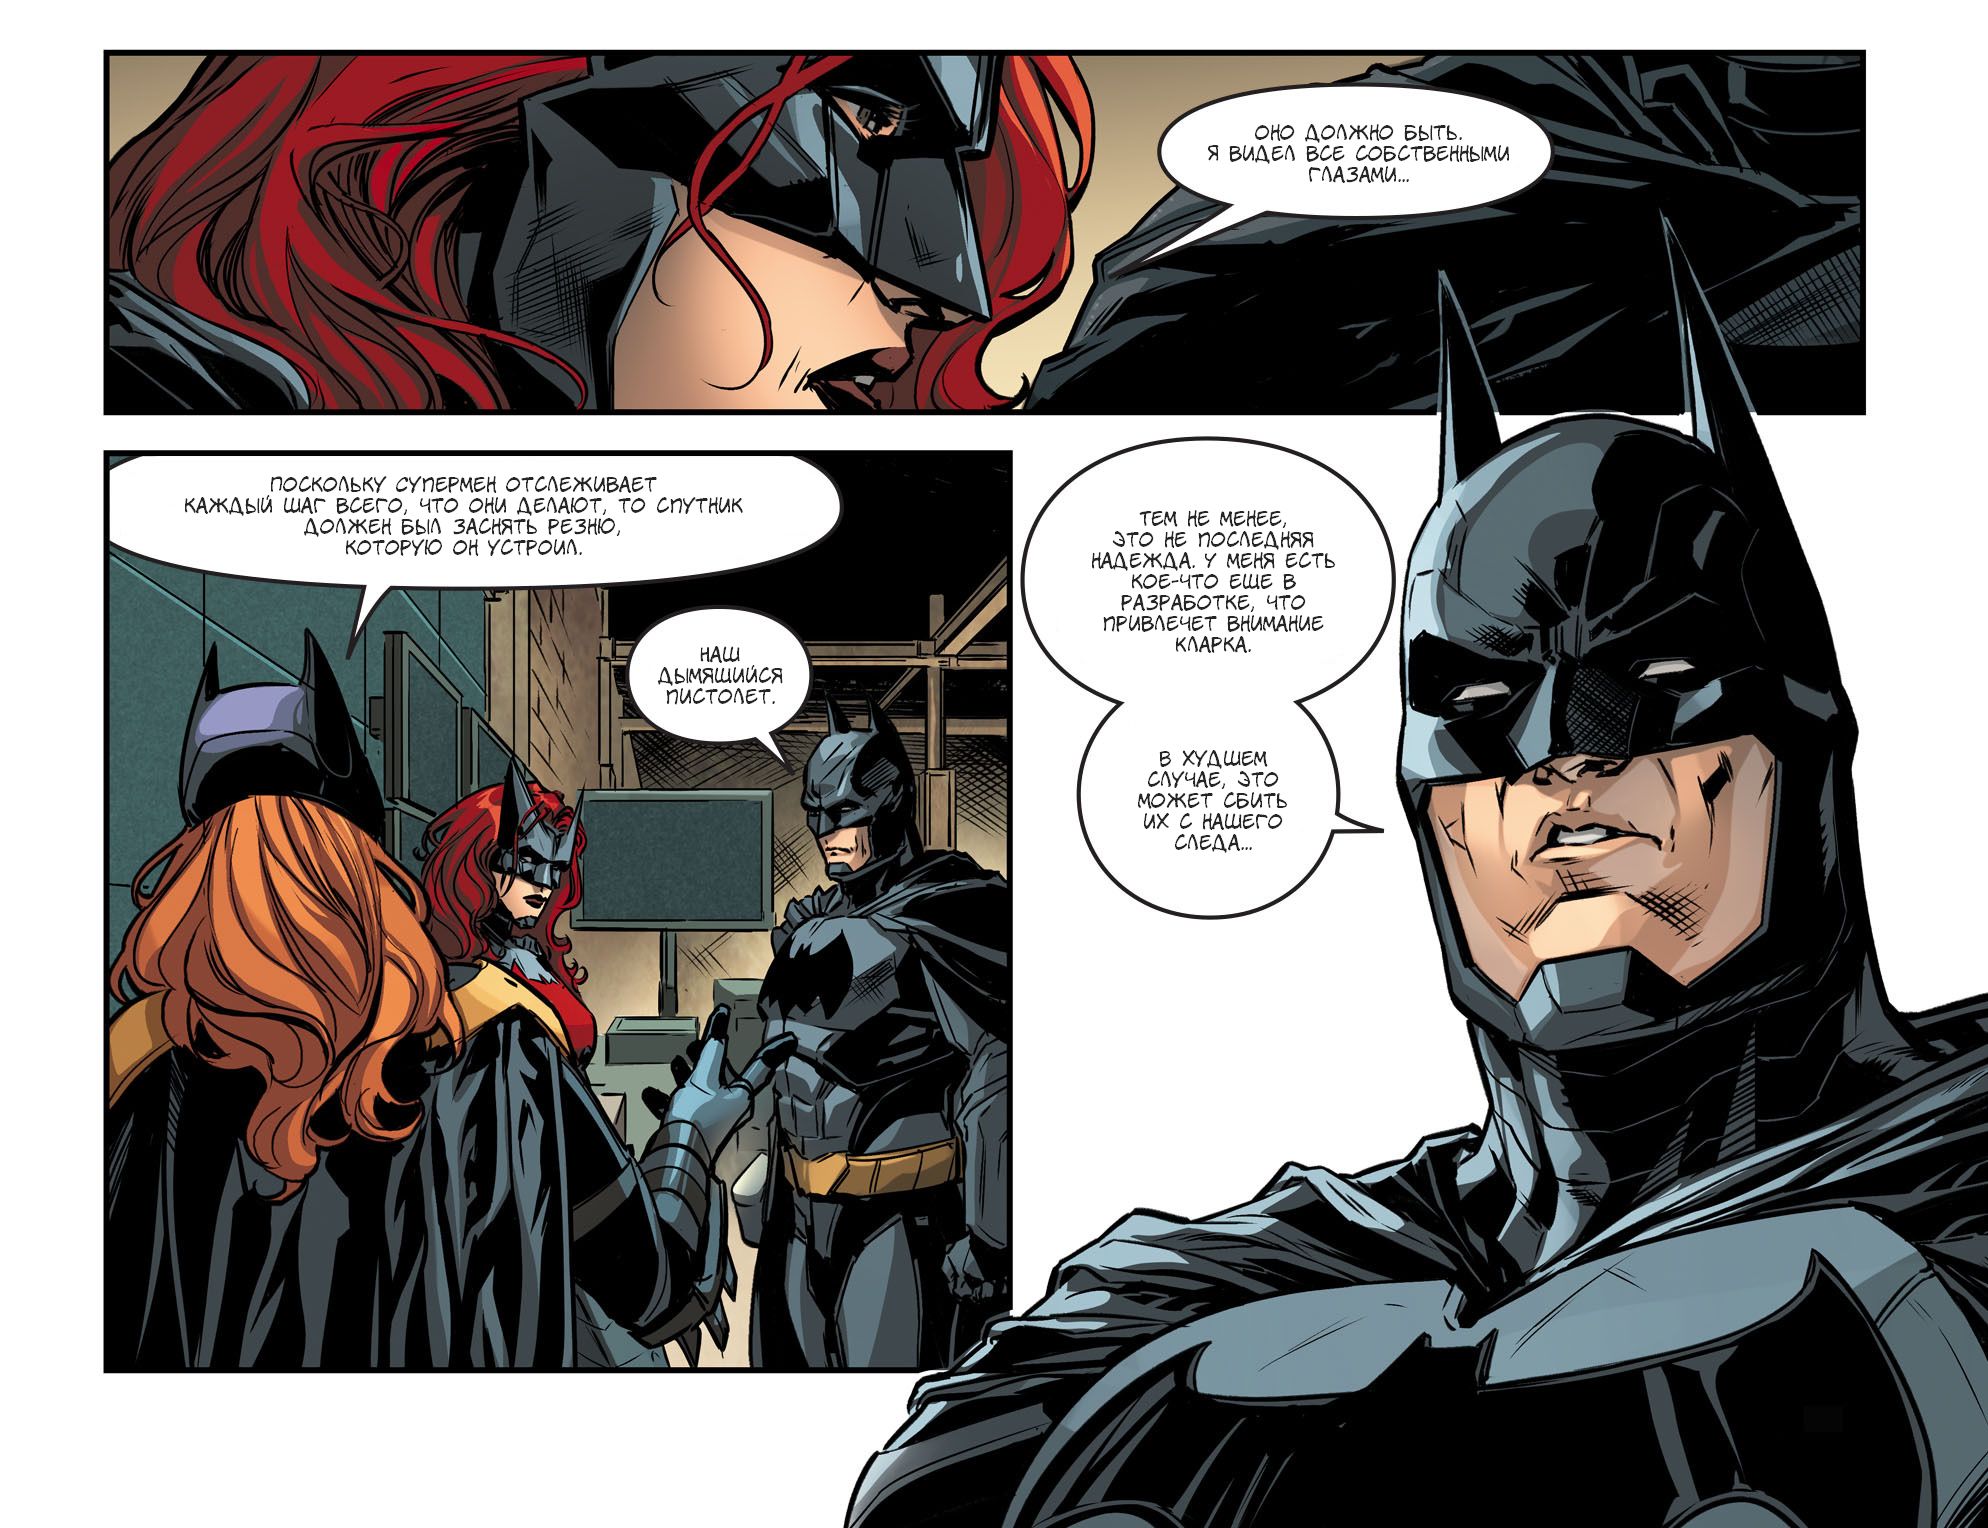 ОНО ДОЛЖНО БЫТЬ.
Я ВИДЕЛ ВСЕ СОБСТВЕННЫМИ
ГЛАЗАМИ...
ПОСКОЛЬКУ СУПЕРМЕН ОТСЛЕЖИВАЕТ
КАЖДЫЙ ШАГ ВСЕГО, ЧТО ОНИ ДЕЛАЮТ, ТО СПУТНИК
ДОЛЖЕН БЫЛ ЗАСНЯТЬ РЕЗНЮ,
КОТОРУЮ ОН УСТРОИЛ.
НАШ
ДЫМЯЩИЙСЯ
ПИСТОЛЕТ.
ТЕМ НЕ МЕНЕЕ,
ЭТО НЕ ПОСЛЕДНЯЯ
НАДЕЖДА. У МЕНЯ ЕСТЬ
КОЕ-ЧТО ЕЩЕ В
РАЗРАБОТКЕ, ЧТО
ПРИВЛЕЧЕТ ВНИМАНИЕ
КЛАРКА.
В ХУДШЕМ
СЛУЧАЕ, ЭТО
МОЖЕТ СБИТЬ
ИХ С НАШЕГО
СЛЕДА...